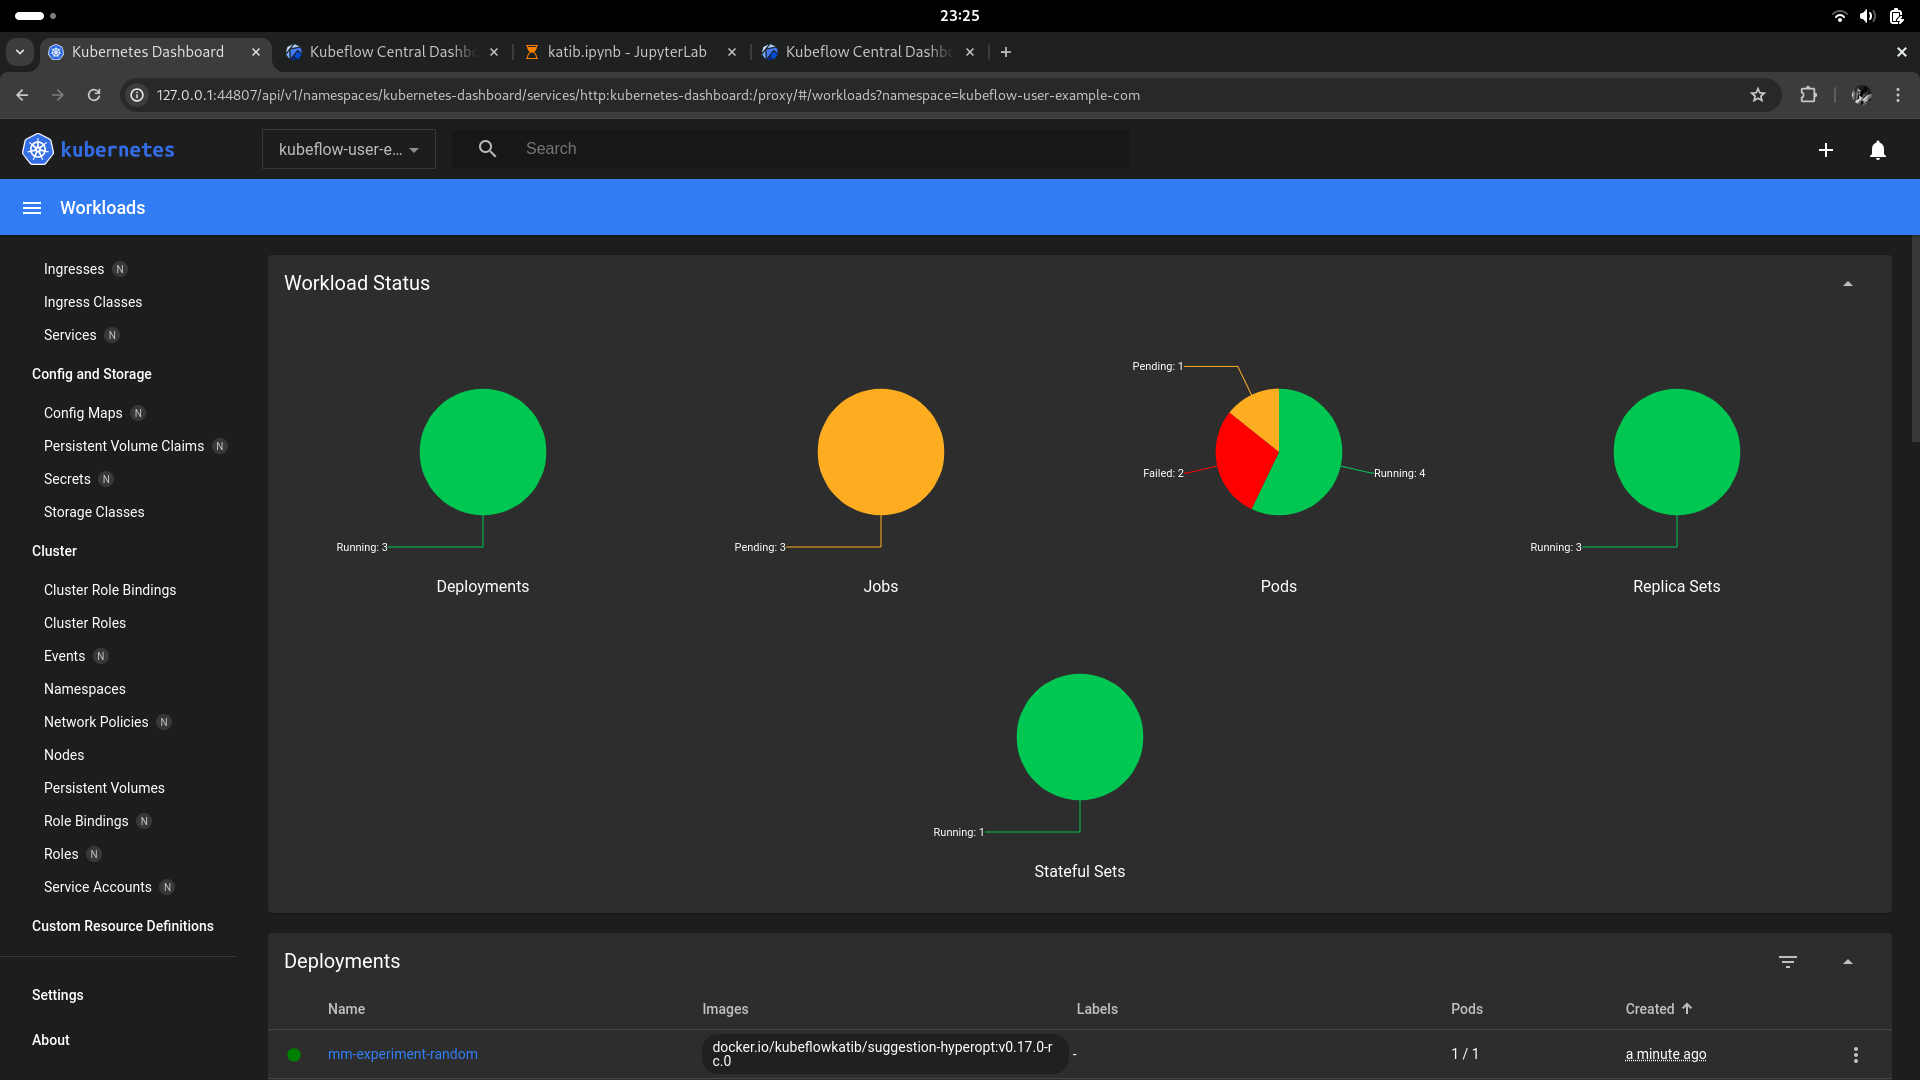 23:25
Kubernetes Dashboard
Kubeflow Central Dashb
katib.ipynb - JupyterLab
Kubeflow Central Dashb
127.0.0.1:44807/api/v1/namespaces/kubernetes-dashboard/services/http:kubernetes-dashboard:/proxy/#/workloads?namespace=kubeflow-user-example-com
kubernetes
kubeflow-user-e...
Search
Workloads
Ingresses N
Ingress Classes
Services N
Config and Storage
Config Maps N
Persistent Volume Claims N
Secrets N
Storage Classes
Cluster
Cluster Role Bindings
Cluster Roles
Events N
Namespaces
Network Policies N
Nodes
Persistent Volumes
Role Bindings N
Roles N
Service Accounts N
Custom Resource Definitions
Settings
About
Workload Status
Running: 3
Deployments
Pending: 3
Jobs
Pending: 1
Failed: 2
Running: 4
Pods
Running: 3
Replica Sets
Running: 1
Stateful Sets
Deployments
Name Images Labels Pods Created
mm-experiment-random
docker.io/kubeflowkatib/suggestion-hyperopt:v0.17.0-r
c.0
-
1 / 1
a minute ago